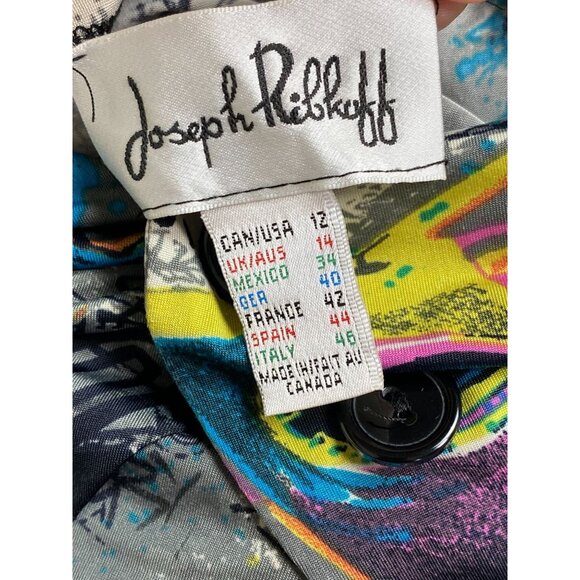 Joseph Ribkoff
CAN/USA 12
UK/AUS 14
MEXICO 34
GER 40
FRANCE 42
SPAIN 44
ITALY 46
MADE(H)/FAIT AU
CANADA